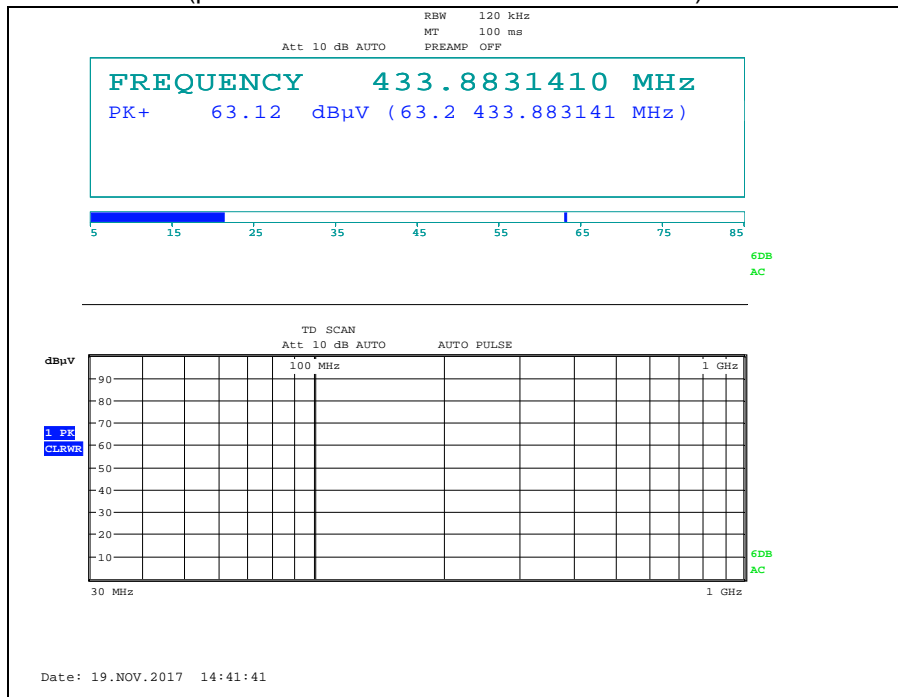 RBW 120 kHz
MT 100 ms
Att 10 dB AUTO PREAMP OFF
FREQUENCY 433.8831410 MHz
PK+ 63.12 dBµV (63.2 433.883141 MHz)
5 15 25 35 45 55 65 75 85
6DB
AC
TD SCAN
Att 10 dB AUTO AUTO PULSE
dBµV
100 MHz 1 GHz
90
80
70
1 PK
CLRWR
60
50
40
30
20
10
6DB
AC
30 MHz 1 GHz
Date: 19.NOV.2017 14:41:41